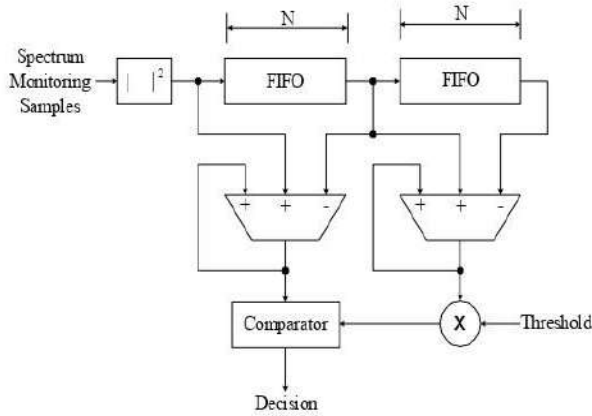 N
N
Spectrum
Monitoring
Samples
| |²
FIFO
FIFO
+ + -
+ + -
Comparator
X
Threshold
Decision